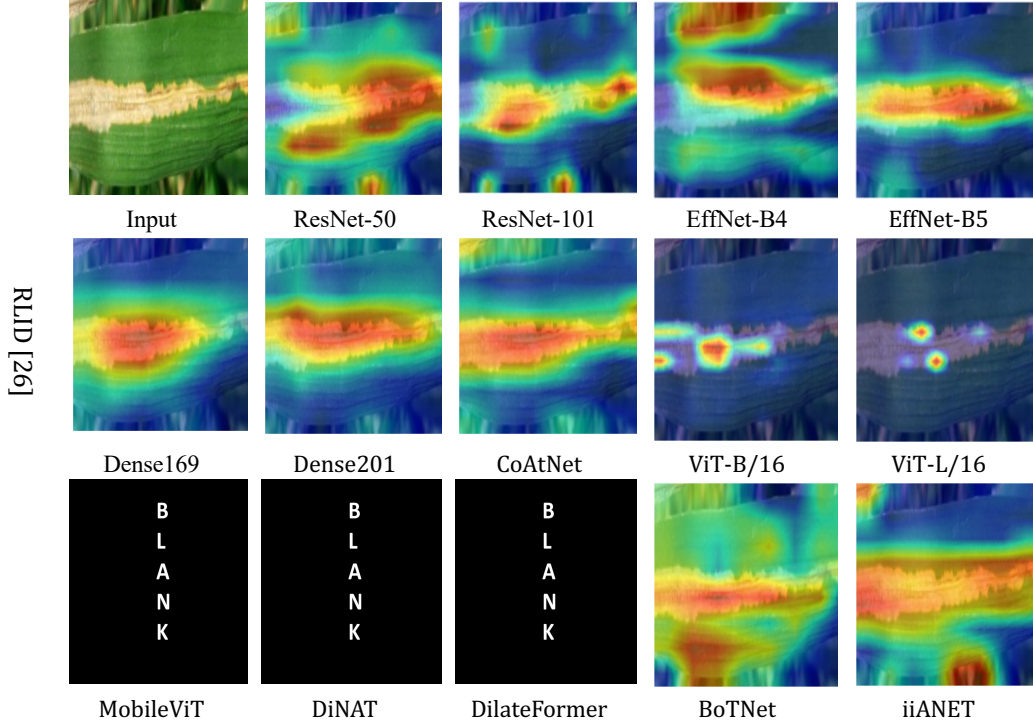 Input
ResNet-50
ResNet-101
EffNet-B4
EffNet-B5
RLID [26]
Dense169
Dense201
CoAtNet
ViT-B/16
ViT-L/16
B
L
A
N
K
B
L
A
N
K
B
L
A
N
K
MobileViT
DiNAT
DilateFormer
BoTNet
iiANET